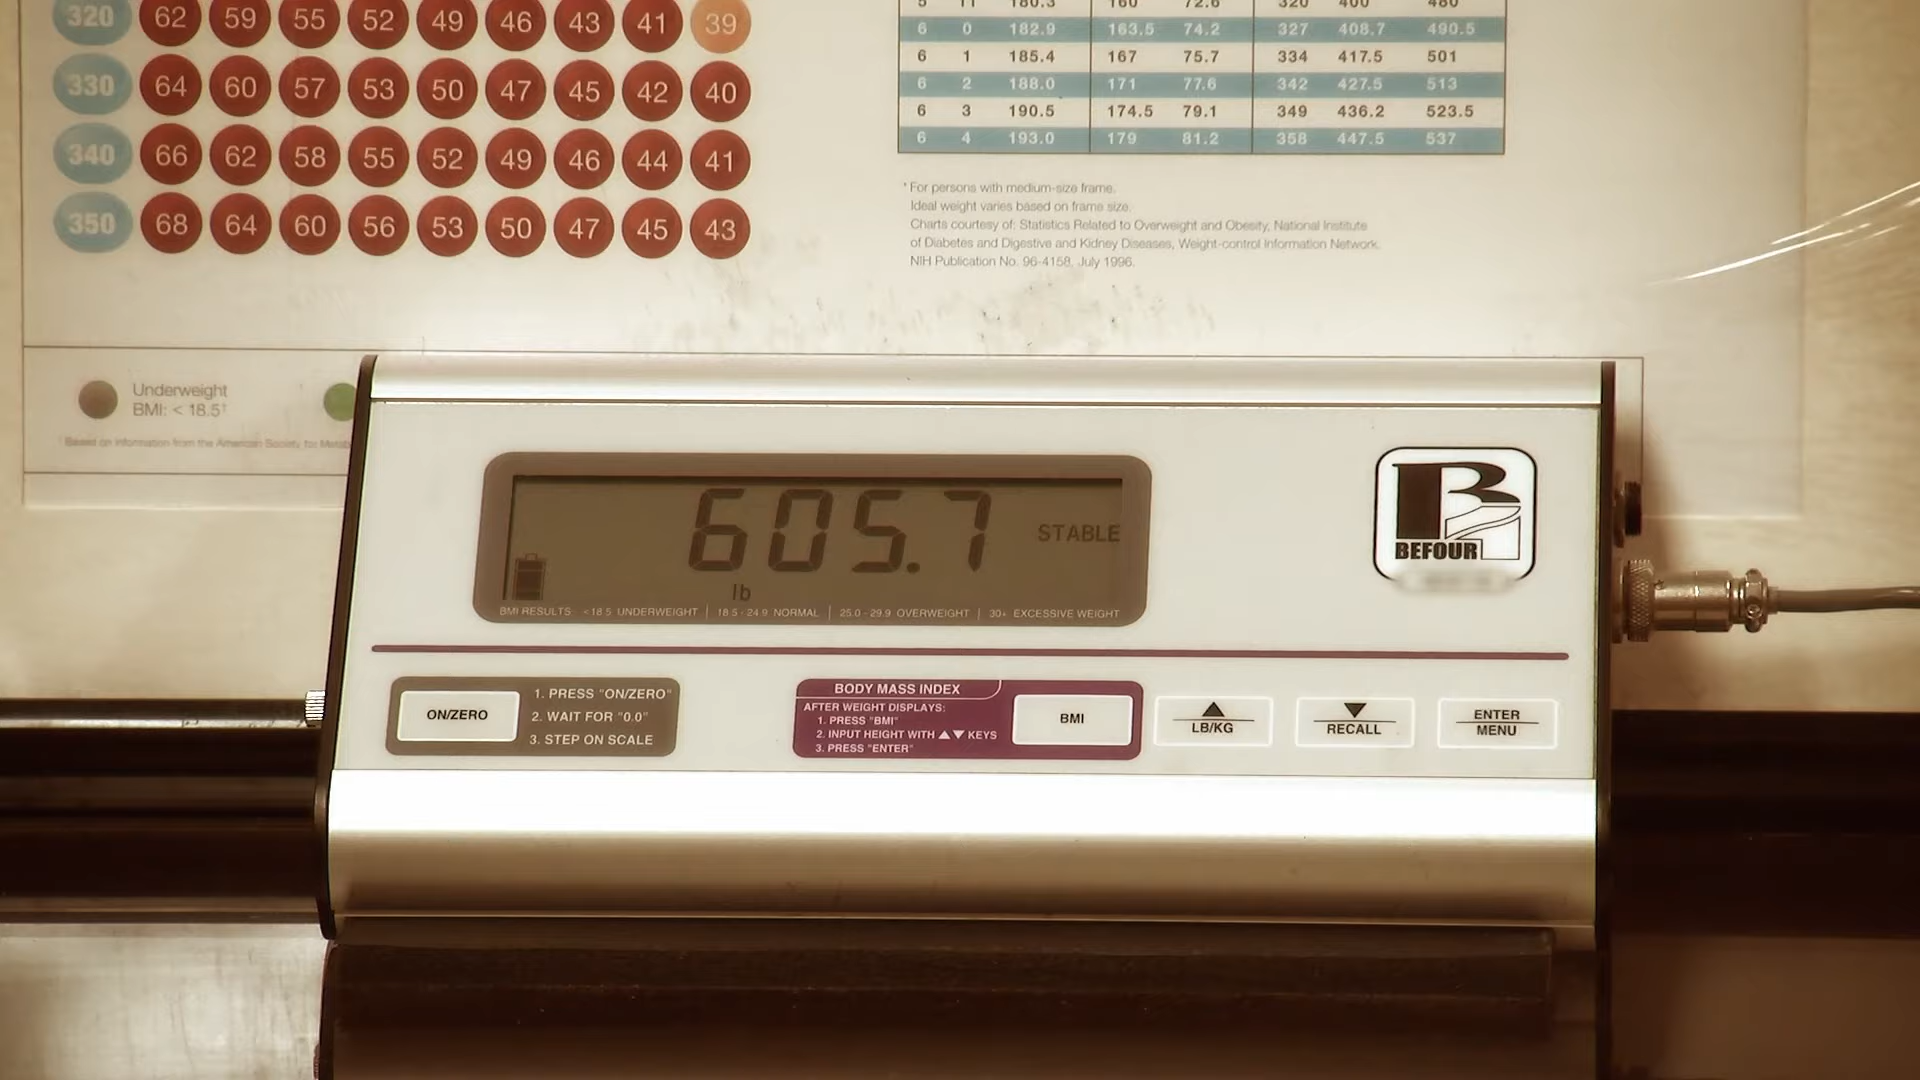 320 62 59 55 52 49 46 43 41 39
330 64 60 57 53 50 47 45 42 40
340 66 62 58 55 52 49 46 44 41
350 68 64 60 56 53 50 47 45 43
5 11 180.3 160 72.6 320 400 480
6 0 182.9 163.5 74.2 327 408.7 490.5
6 1 185.4 167 75.7 334 417.5 501
6 2 188.0 171 77.6 342 427.5 513
6 3 190.5 174.5 79.1 349 436.2 523.5
6 4 193.0 179 81.2 358 447.5 537
* For persons with medium-size frame.
Ideal weight varies based on frame size.
Charts courtesy of: Statistics Related to Overweight and Obesity, National Institute
of Diabetes and Digestive and Kidney Diseases, Weight-control Information Network.
NIH Publication No. 96-4158, July 1996.
Underweight
BMI: < 18.5†
Based on information from the American Society for
605.7 STABLE
lb
BMI RESULTS <18.5 UNDERWEIGHT | 18.5 - 24.9 NORMAL | 25.0 - 29.9 OVERWEIGHT | 30+ EXCESSIVE WEIGHT
BEFOUR
ON/ZERO
1. PRESS "ON/ZERO"
2. WAIT FOR "0.0"
3. STEP ON SCALE
BODY MASS INDEX
AFTER WEIGHT DISPLAYS:
1. PRESS "BMI"
2. INPUT HEIGHT WITH ▲▼ KEYS
3. PRESS "ENTER"
BMI
▲
LB/KG
▼
RECALL
ENTER
MENU